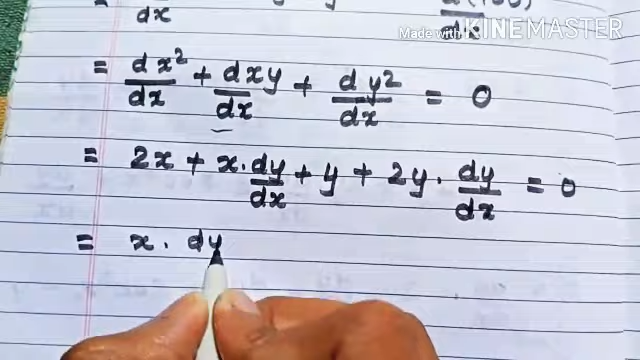 Made with KINEMASTER
= dx²/dx + dxy/dx + dy²/dx = 0
= 2x + x · dy/dx + y + 2y · dy/dx = 0
= x · dy